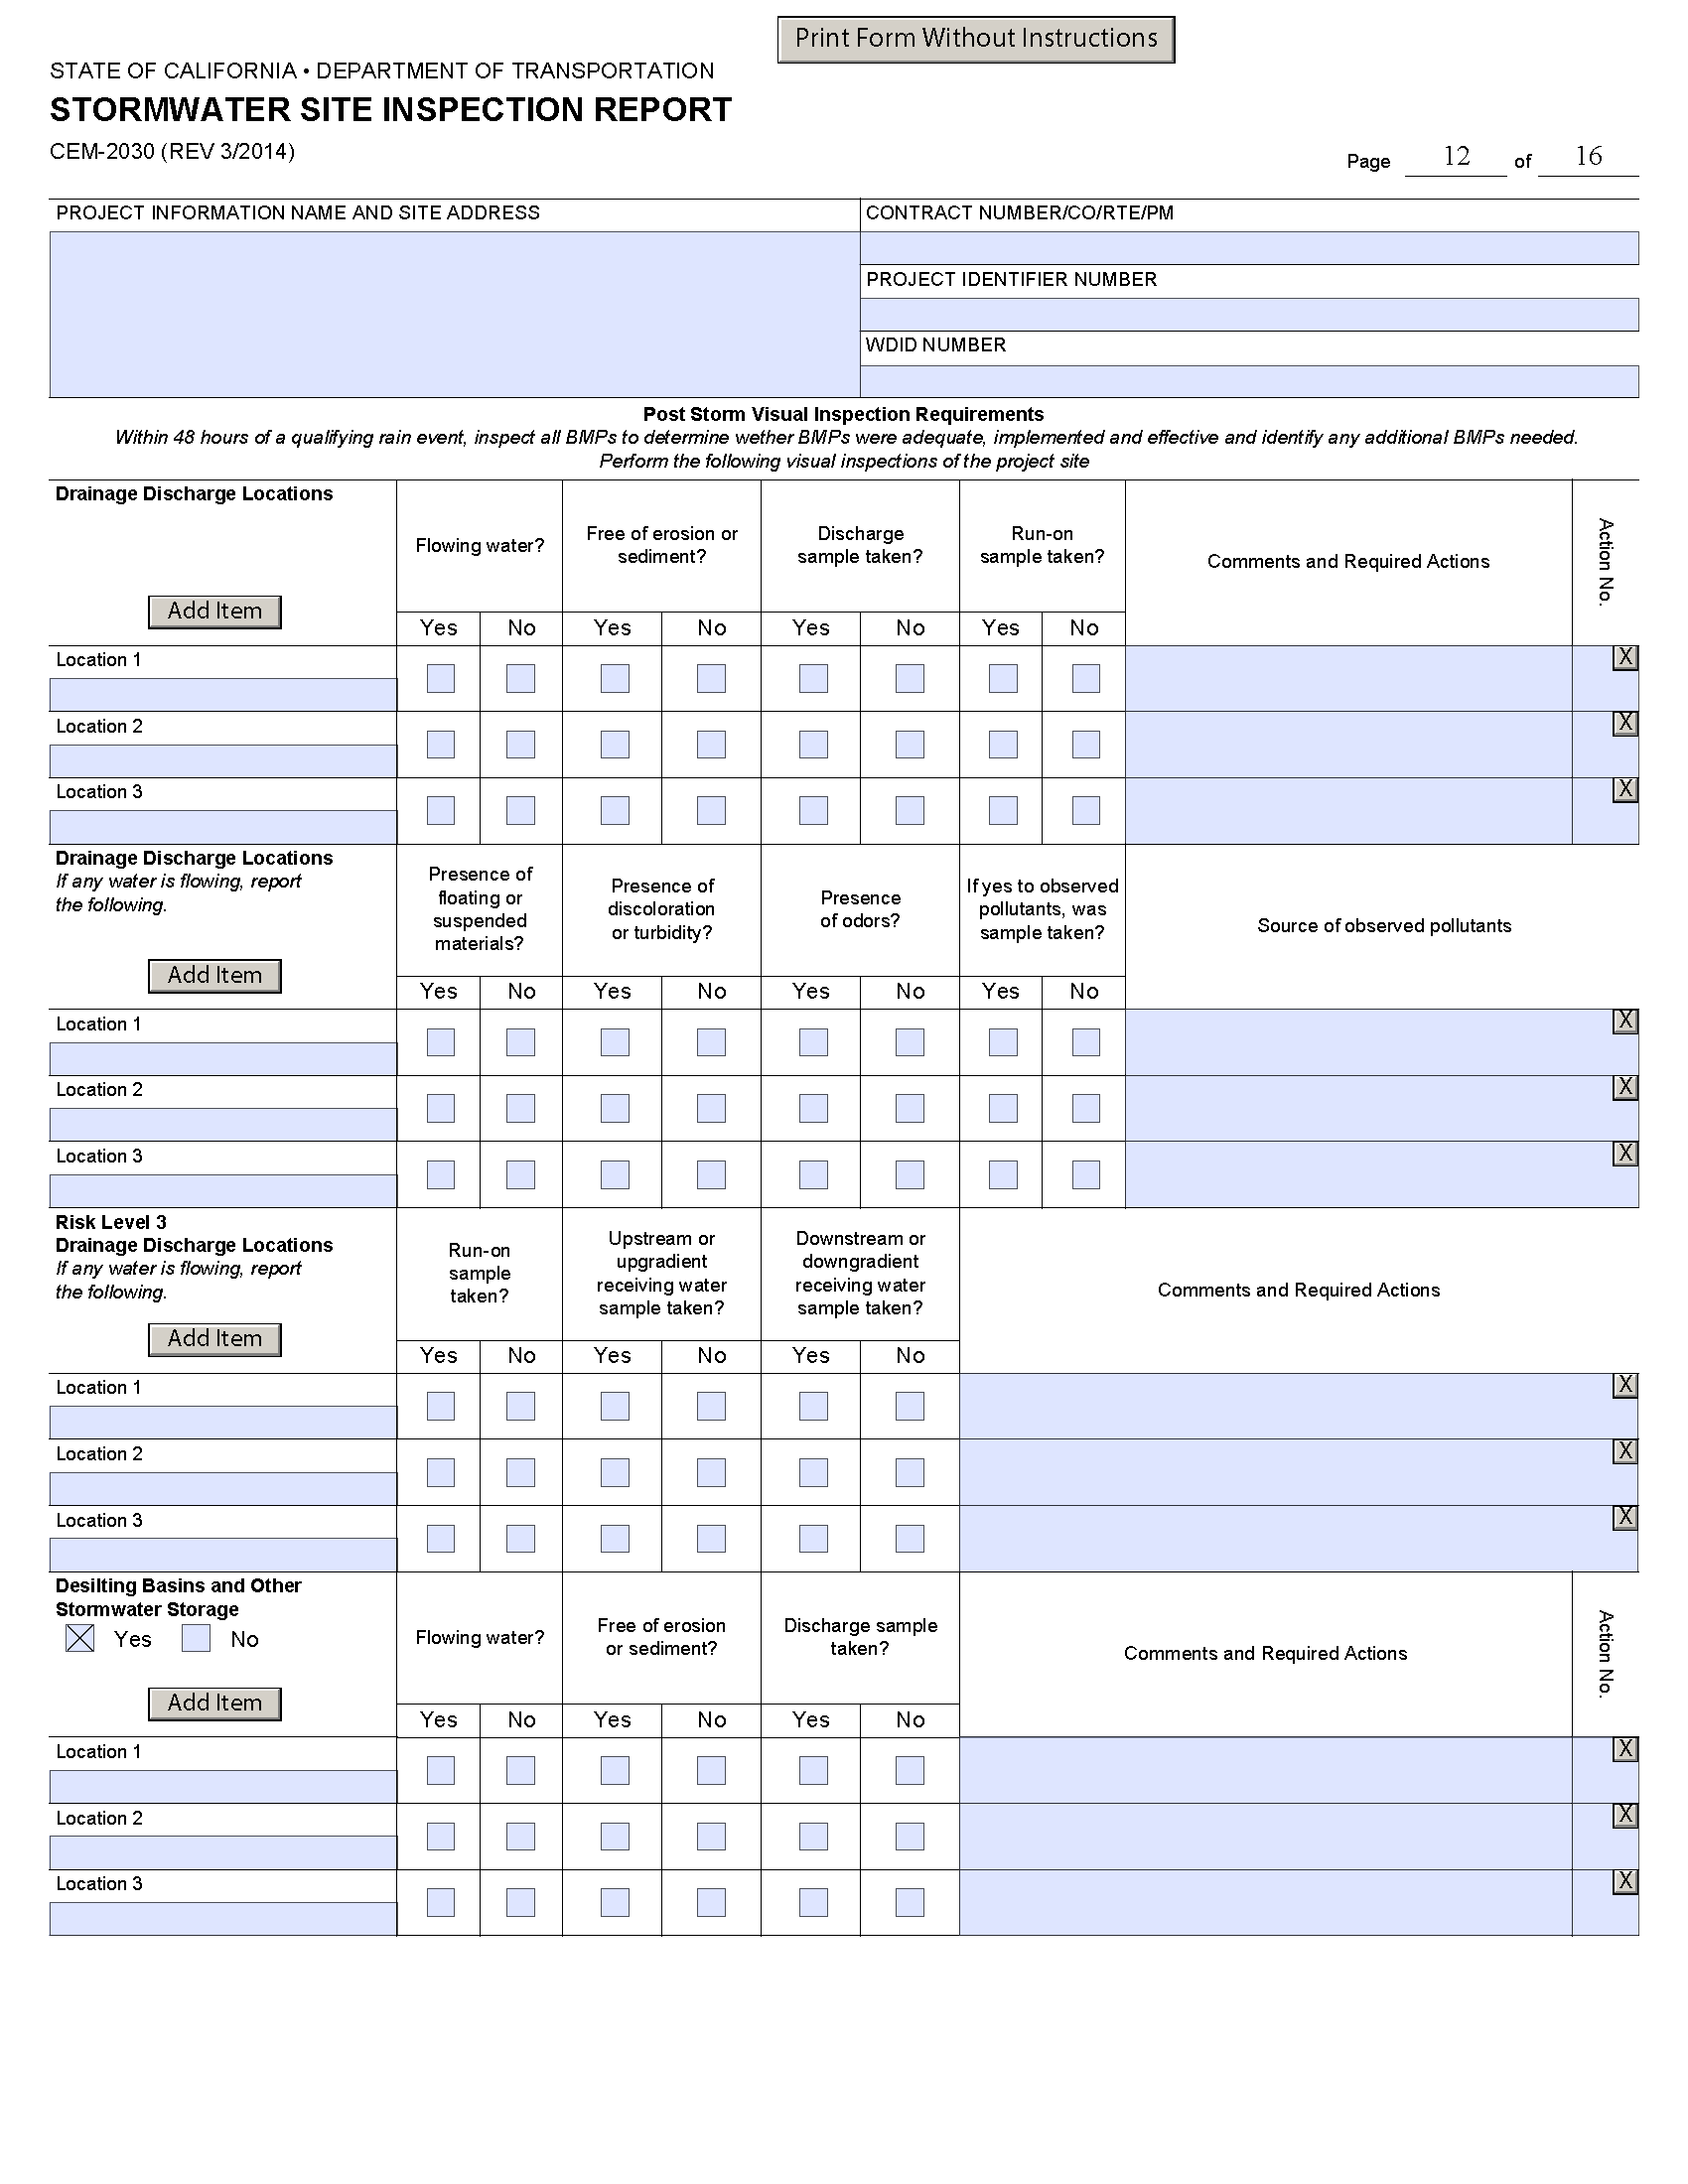 Print Form Without Instructions
STATE OF CALIFORNIA • DEPARTMENT OF TRANSPORTATION
STORMWATER SITE INSPECTION REPORT
CEM-2030 (REV 3/2014)
Page 12 of 16
PROJECT INFORMATION NAME AND SITE ADDRESS
CONTRACT NUMBER/CO/RTE/PM
PROJECT IDENTIFIER NUMBER
WDID NUMBER
Post Storm Visual Inspection Requirements
Within 48 hours of a qualifying rain event, inspect all BMPs to determine wether BMPs were adequate, implemented and effective and identify any additional BMPs needed.
Perform the following visual inspections of the project site
Drainage Discharge Locations
Add Item
Flowing water?
Free of erosion or
sediment?
Discharge
sample taken?
Run-on
sample taken?
Comments and Required Actions
Action No.
Yes No Yes No Yes No Yes No
Location 1
X
Location 2
X
Location 3
X
Drainage Discharge Locations
If any water is flowing, report
the following.
Add Item
Presence of
floating or
suspended
materials?
Presence of
discoloration
or turbidity?
Presence
of odors?
If yes to observed
pollutants, was
sample taken?
Source of observed pollutants
Yes No Yes No Yes No Yes No
Location 1
X
Location 2
X
Location 3
X
Risk Level 3
Drainage Discharge Locations
If any water is flowing, report
the following.
Add Item
Run-on
sample
taken?
Upstream or
upgradient
receiving water
sample taken?
Downstream or
downgradient
receiving water
sample taken?
Comments and Required Actions
Yes No Yes No Yes No
Location 1
X
Location 2
X
Location 3
X
Desilting Basins and Other
Stormwater Storage
Yes No
Add Item
Flowing water?
Free of erosion
or sediment?
Discharge sample
taken?
Comments and Required Actions
Action No.
Yes No Yes No Yes No
Location 1
X
Location 2
X
Location 3
X